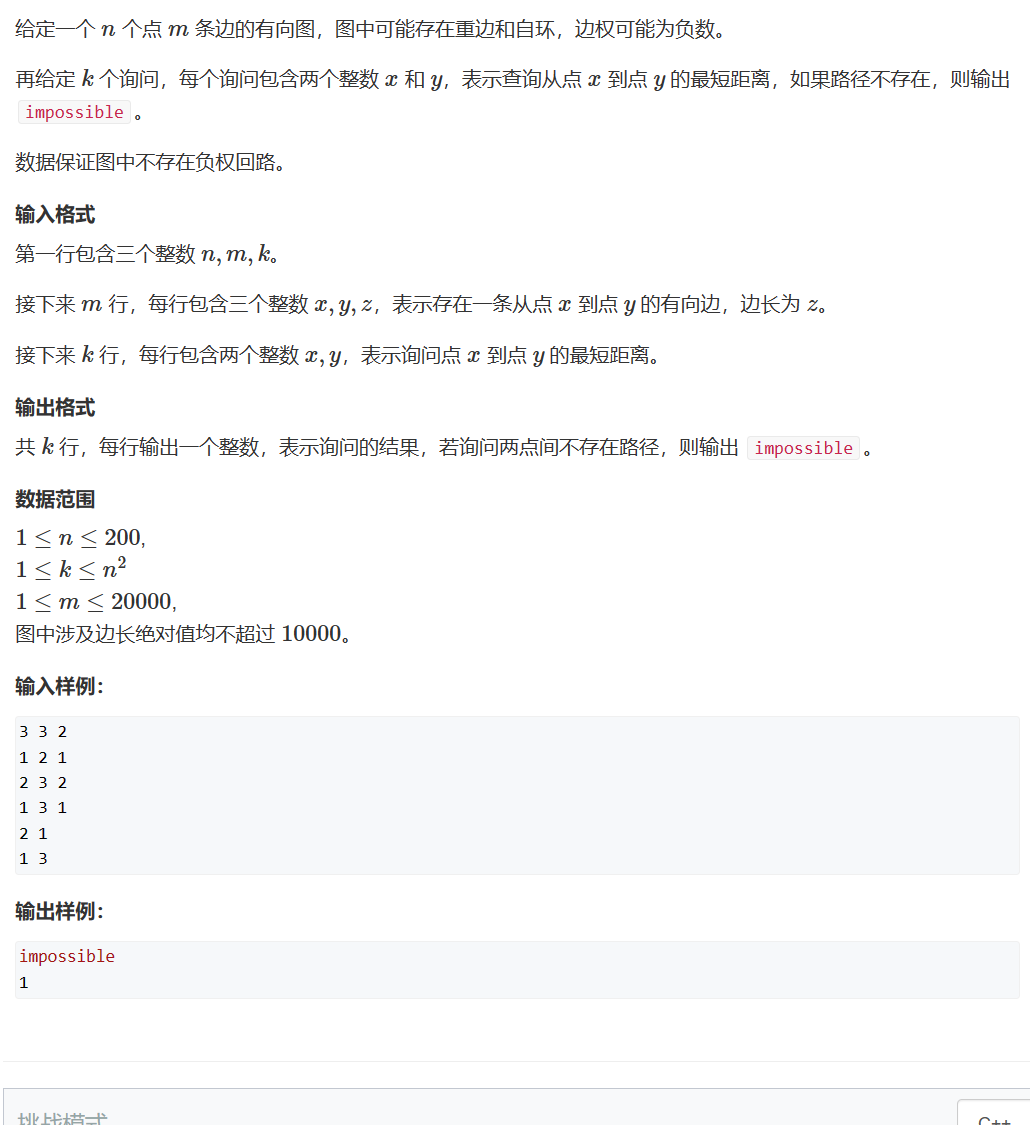 给定一个 n 个点 m 条边的有向图，图中可能存在重边和自环，边权可能为负数。
再给定 k 个询问，每个询问包含两个整数 x 和 y，表示查询从点 x 到点 y 的最短距离，如果路径不存在，则输出
impossible 。
数据保证图中不存在负权回路。
输入格式
第一行包含三个整数 n, m, k。
接下来 m 行，每行包含三个整数 x, y, z，表示存在一条从点 x 到点 y 的有向边，边长为 z。
接下来 k 行，每行包含两个整数 x, y，表示询问点 x 到点 y 的最短距离。
输出格式
共 k 行，每行输出一个整数，表示询问的结果，若询问两点间不存在路径，则输出 impossible 。
数据范围
1 ≤ n ≤ 200,
1 ≤ k ≤ n²
1 ≤ m ≤ 20000,
图中涉及边长绝对值均不超过 10000。
输入样例：
3 3 2
1 2 1
2 3 2
1 3 1
2 1
1 3
输出样例：
impossible
1
挑战模式
C++